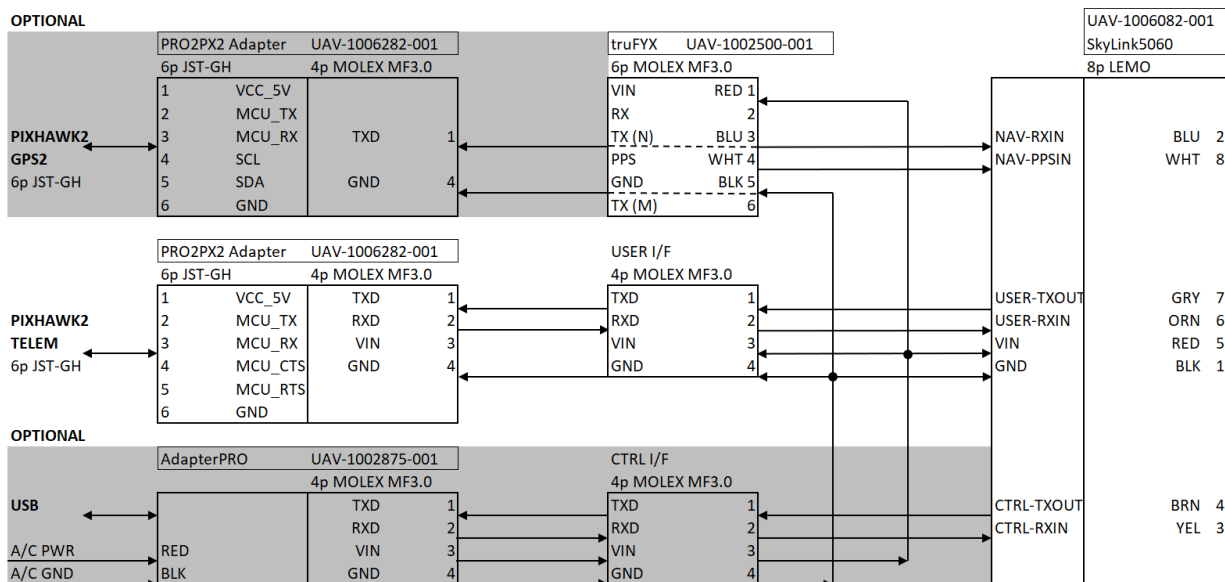 OPTIONAL
UAV-1006082-001
PRO2PX2 Adapter UAV-1006282-001 truFYX UAV-1002500-001 SkyLink5060
6p JST-GH 4p MOLEX MF3.0 6p MOLEX MF3.0 8p LEMO
1 VCC_5V VIN RED 1
2 MCU_TX RX 2
PIXHAWK2 3 MCU_RX TXD 1 TX (N) BLU 3 NAV-RXIN BLU 2
GPS2 4 SCL PPS WHT 4 NAV-PPSIN WHT 8
6p JST-GH 5 SDA GND 4 GND BLK 5
6 GND TX (M) 6
PRO2PX2 Adapter UAV-1006282-001 USER I/F
6p JST-GH 4p MOLEX MF3.0 4p MOLEX MF3.0
1 VCC_5V TXD 1 TXD 1 USER-TXOUT GRY 7
PIXHAWK2 2 MCU_TX RXD 2 RXD 2 USER-RXIN ORN 6
TELEM 3 MCU_RX VIN 3 VIN 3 VIN RED 5
6p JST-GH 4 MCU_CTS GND 4 GND 4 GND BLK 1
5 MCU_RTS
6 GND
OPTIONAL
AdapterPRO UAV-1002875-001 CTRL I/F
4p MOLEX MF3.0 4p MOLEX MF3.0
USB TXD 1 TXD 1 CTRL-TXOUT BRN 4
RXD 2 RXD 2 CTRL-RXIN YEL 3
A/C PWR RED VIN 3 VIN 3
A/C GND BLK GND 4 GND 4